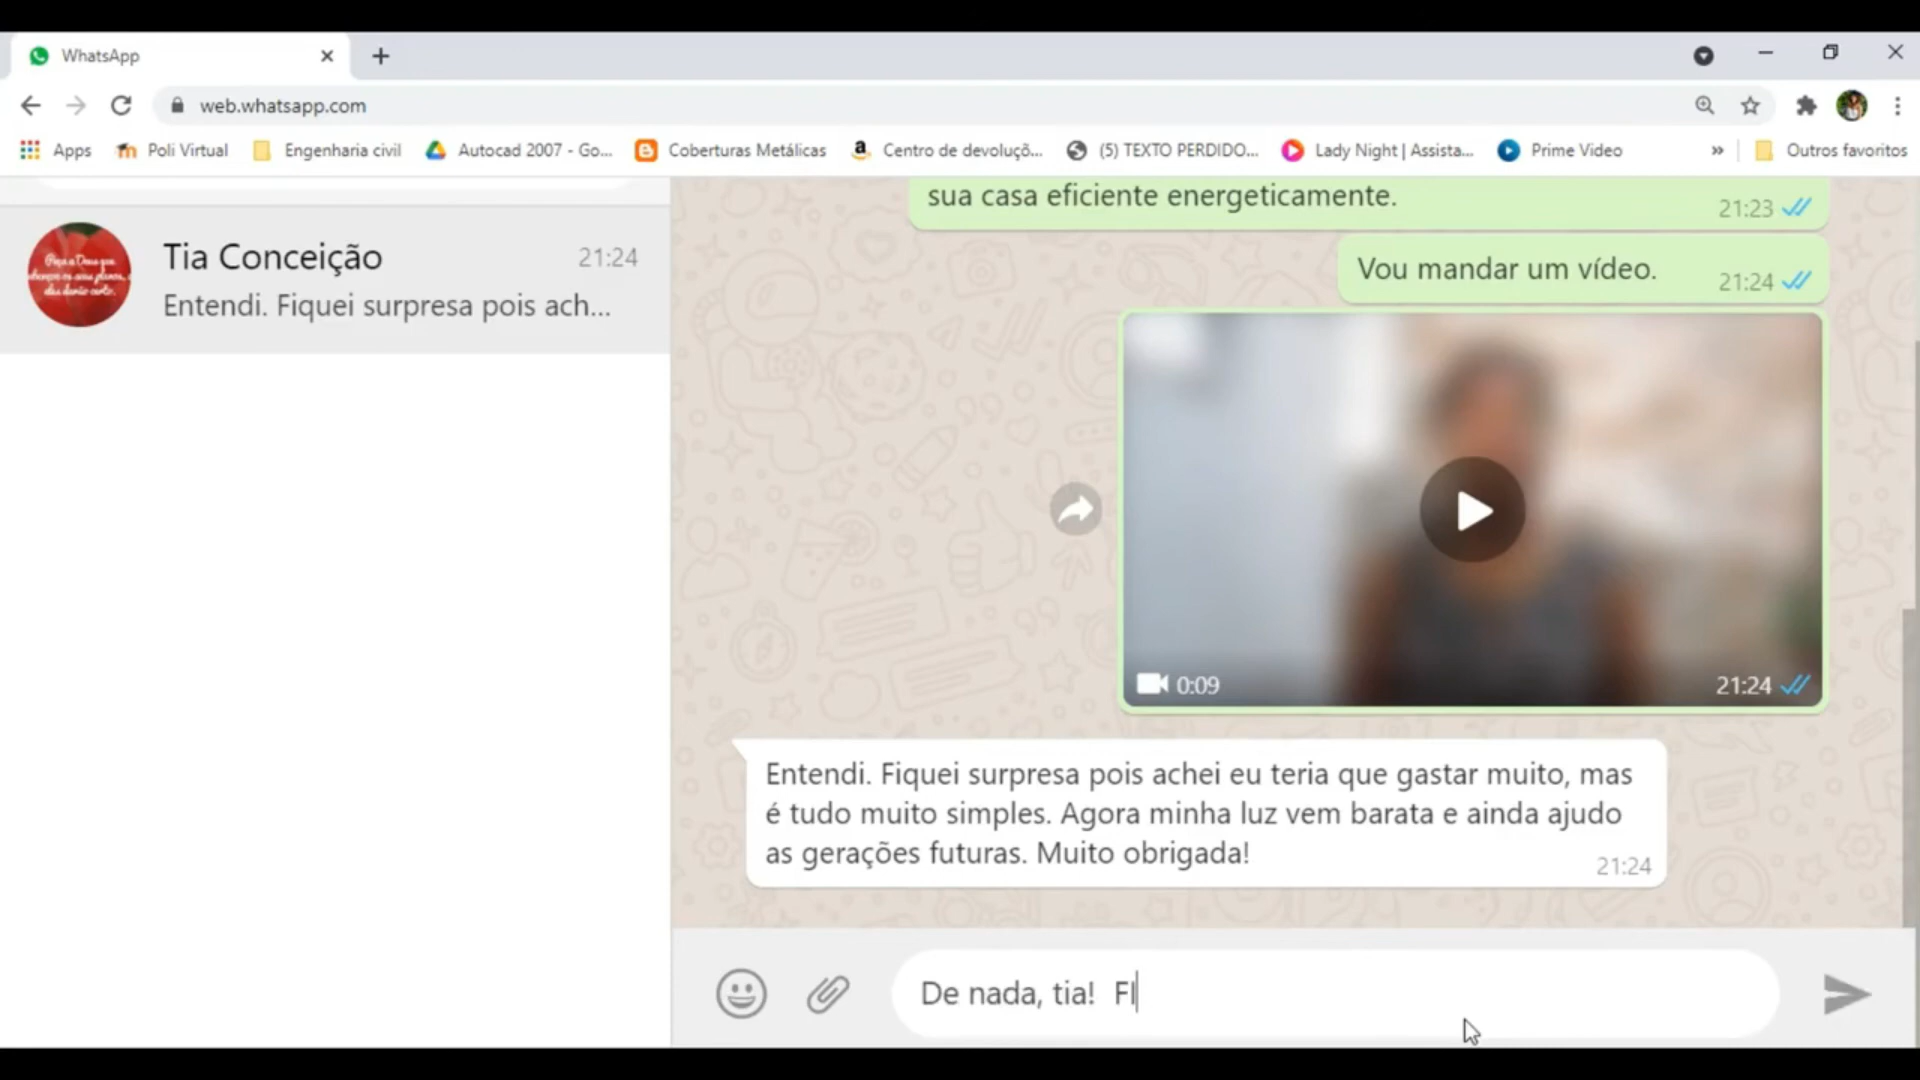 WhatsApp
web.whatsapp.com
Apps
Poli Virtual
Engenharia civil
Autocad 2007 - Go...
Coberturas Metálicas
Centro de devoluçõ...
(5) TEXTO PERDIDO...
Lady Night | Assista...
Prime Video
Outros favoritos
Tia Conceição
21:24
Entendi. Fiquei surpresa pois ach...
sua casa eficiente energeticamente.
21:23
Vou mandar um vídeo.
21:24
0:09
21:24
Entendi. Fiquei surpresa pois achei eu teria que gastar muito, mas
é tudo muito simples. Agora minha luz vem barata e ainda ajudo
as gerações futuras. Muito obrigada!
21:24
De nada, tia!  FI